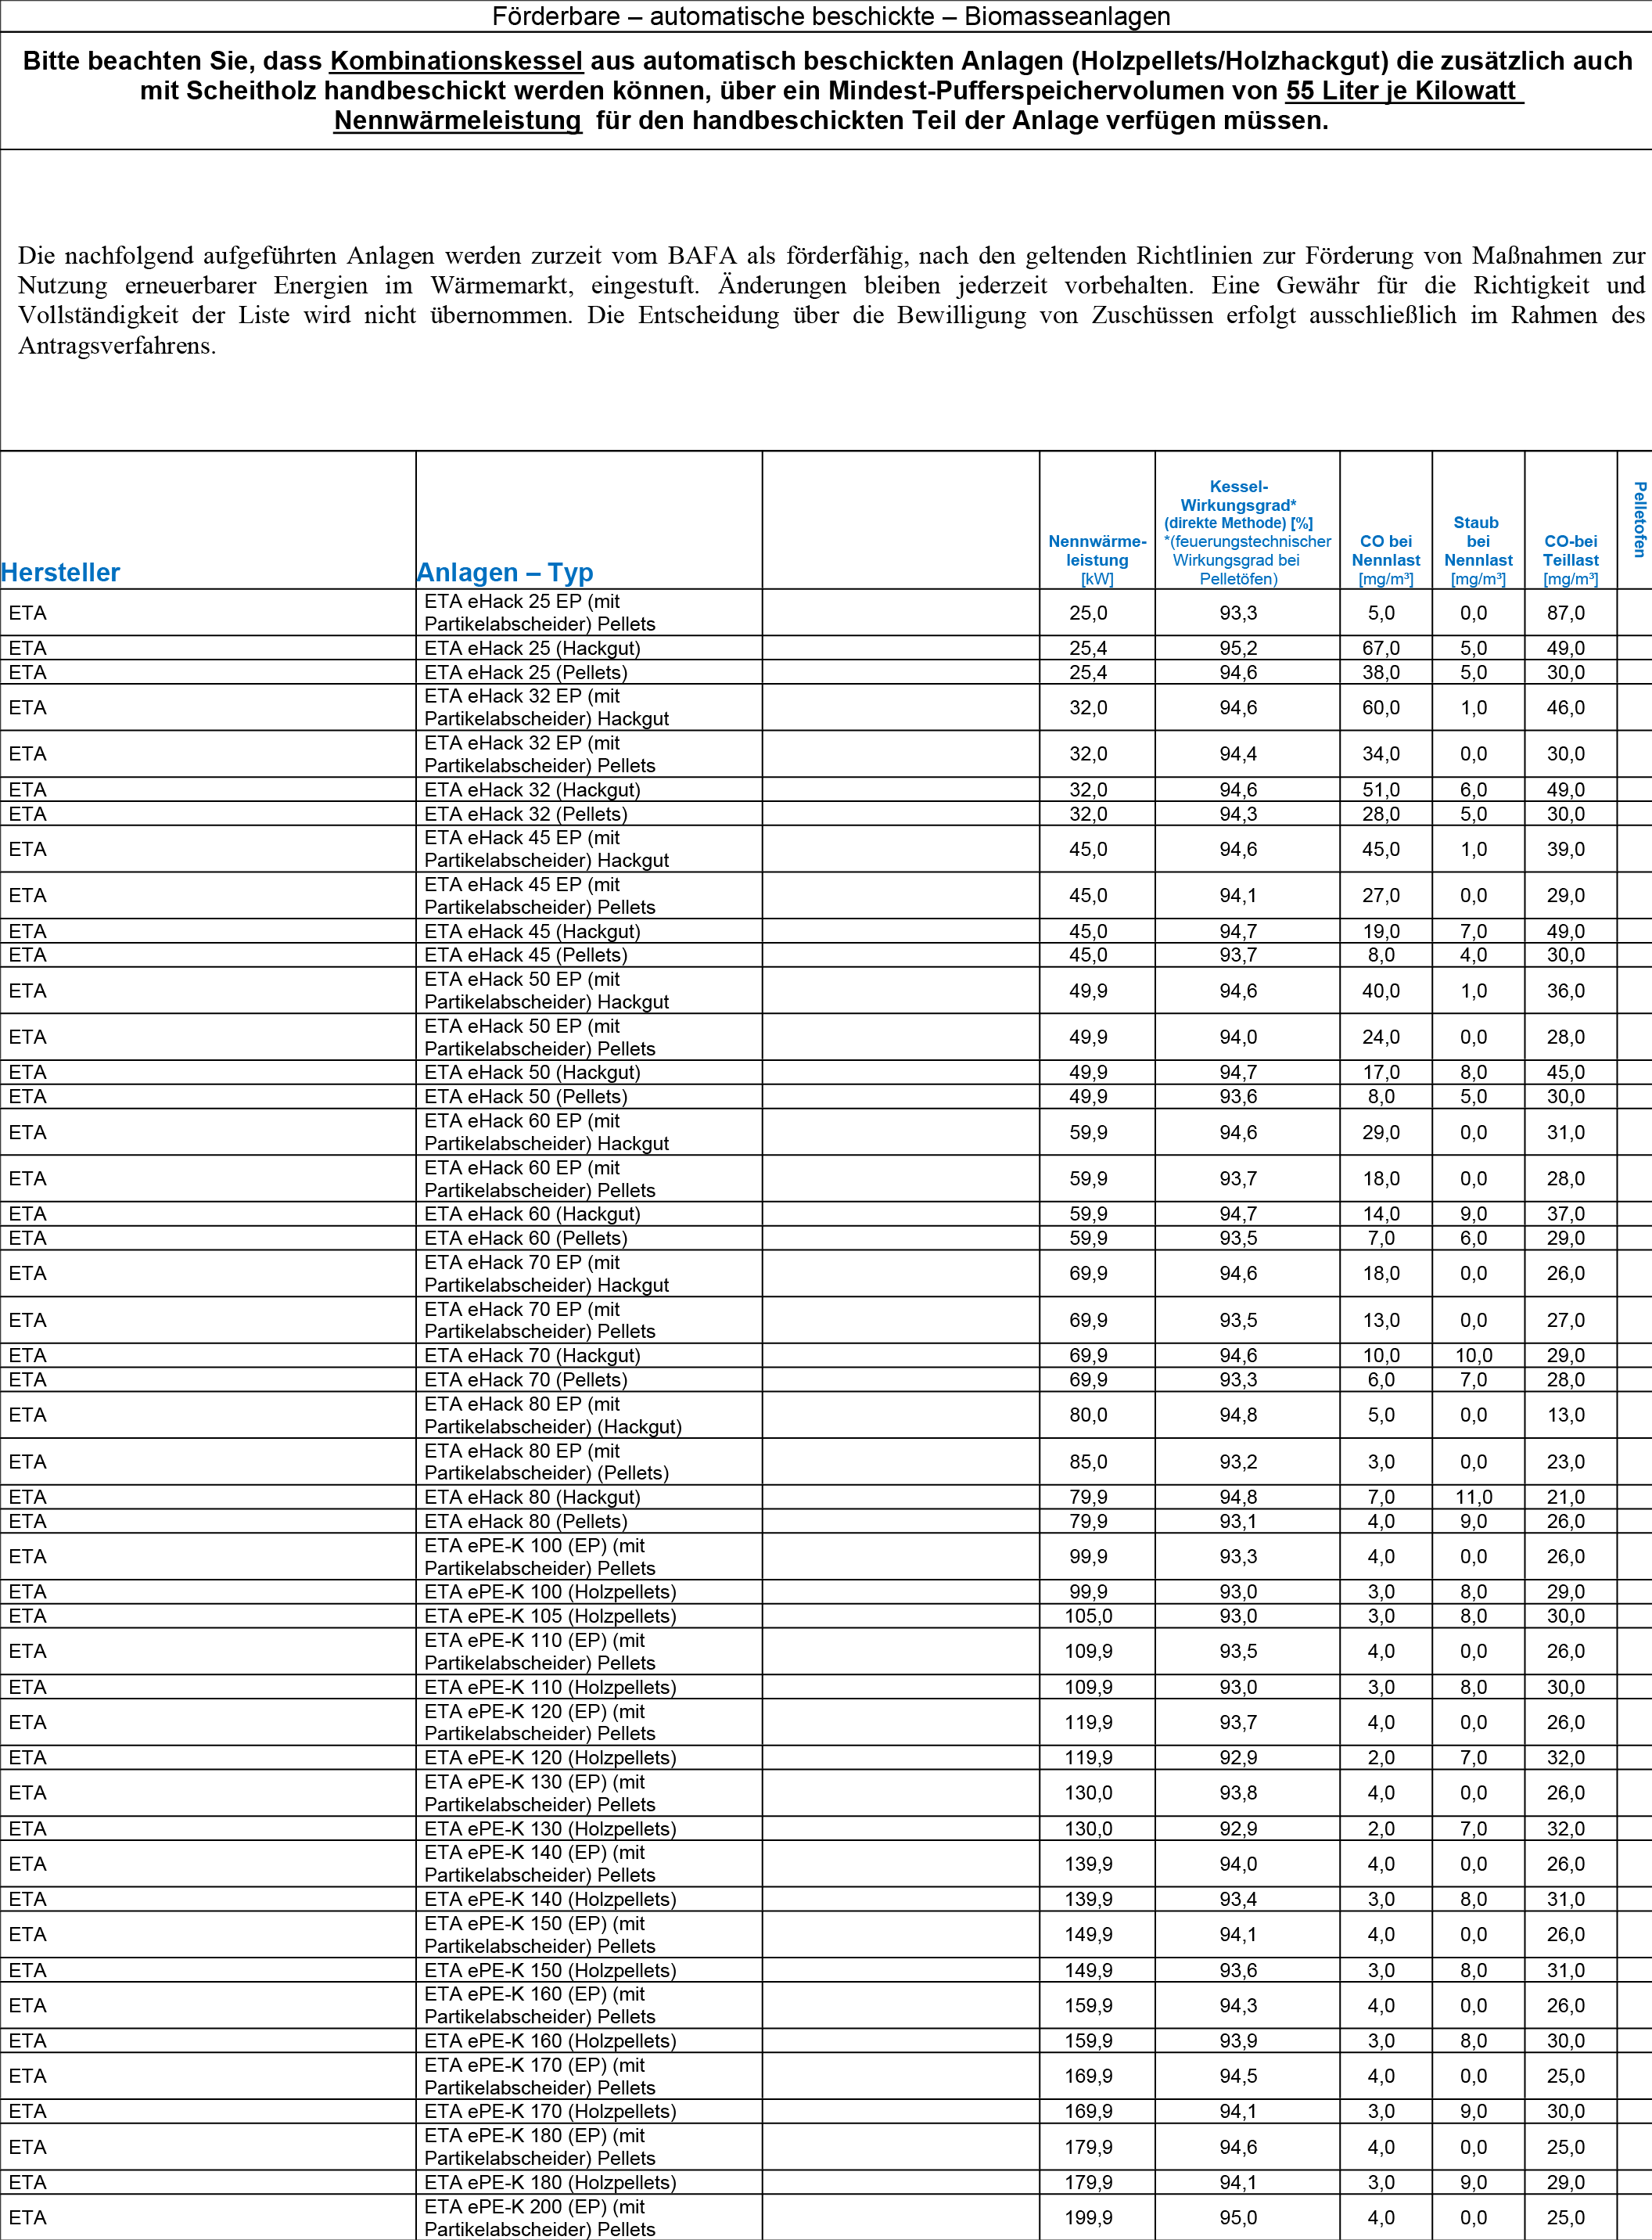 Förderbare – automatische beschickte – Biomasseanlagen
Bitte beachten Sie, dass Kombinationskessel aus automatisch beschickten Anlagen (Holzpellets/Holzhackgut) die zusätzlich auch
mit Scheitholz handbeschickt werden können, über ein Mindest-Pufferspeichervolumen von 55 Liter je Kilowatt
Nennwärmeleistung für den handbeschickten Teil der Anlage verfügen müssen.
Die nachfolgend aufgeführten Anlagen werden zurzeit vom BAFA als förderfähig, nach den geltenden Richtlinien zur Förderung von Maßnahmen zur
Nutzung erneuerbarer Energien im Wärmemarkt, eingestuft. Änderungen bleiben jederzeit vorbehalten. Eine Gewähr für die Richtigkeit und
Vollständigkeit der Liste wird nicht übernommen. Die Entscheidung über die Bewilligung von Zuschüssen erfolgt ausschließlich im Rahmen des
Antragsverfahrens.
Hersteller
Anlagen – Typ
Nennwärme-
leistung
[kW]
Kessel-
Wirkungsgrad*
(direkte Methode) [%]
*(feuerungstechnischer
Wirkungsgrad bei
Pelletöfen)
CO bei
Nennlast
[mg/m³]
Staub
bei
Nennlast
[mg/m³]
CO-bei
Teillast
[mg/m³]
Pelletofen
ETA ETA eHack 25 EP (mit
Partikelabscheider) Pellets 25,0 93,3 5,0 0,0 87,0
ETA ETA eHack 25 (Hackgut) 25,4 95,2 67,0 5,0 49,0
ETA ETA eHack 25 (Pellets) 25,4 94,6 38,0 5,0 30,0
ETA ETA eHack 32 EP (mit
Partikelabscheider) Hackgut 32,0 94,6 60,0 1,0 46,0
ETA ETA eHack 32 EP (mit
Partikelabscheider) Pellets 32,0 94,4 34,0 0,0 30,0
ETA ETA eHack 32 (Hackgut) 32,0 94,6 51,0 6,0 49,0
ETA ETA eHack 32 (Pellets) 32,0 94,3 28,0 5,0 30,0
ETA ETA eHack 45 EP (mit
Partikelabscheider) Hackgut 45,0 94,6 45,0 1,0 39,0
ETA ETA eHack 45 EP (mit
Partikelabscheider) Pellets 45,0 94,1 27,0 0,0 29,0
ETA ETA eHack 45 (Hackgut) 45,0 94,7 19,0 7,0 49,0
ETA ETA eHack 45 (Pellets) 45,0 93,7 8,0 4,0 30,0
ETA ETA eHack 50 EP (mit
Partikelabscheider) Hackgut 49,9 94,6 40,0 1,0 36,0
ETA ETA eHack 50 EP (mit
Partikelabscheider) Pellets 49,9 94,0 24,0 0,0 28,0
ETA ETA eHack 50 (Hackgut) 49,9 94,7 17,0 8,0 45,0
ETA ETA eHack 50 (Pellets) 49,9 93,6 8,0 5,0 30,0
ETA ETA eHack 60 EP (mit
Partikelabscheider) Hackgut 59,9 94,6 29,0 0,0 31,0
ETA ETA eHack 60 EP (mit
Partikelabscheider) Pellets 59,9 93,7 18,0 0,0 28,0
ETA ETA eHack 60 (Hackgut) 59,9 94,7 14,0 9,0 37,0
ETA ETA eHack 60 (Pellets) 59,9 93,5 7,0 6,0 29,0
ETA ETA eHack 70 EP (mit
Partikelabscheider) Hackgut 69,9 94,6 18,0 0,0 26,0
ETA ETA eHack 70 EP (mit
Partikelabscheider) Pellets 69,9 93,5 13,0 0,0 27,0
ETA ETA eHack 70 (Hackgut) 69,9 94,6 10,0 10,0 29,0
ETA ETA eHack 70 (Pellets) 69,9 93,3 6,0 7,0 28,0
ETA ETA eHack 80 EP (mit
Partikelabscheider) (Hackgut) 80,0 94,8 5,0 0,0 13,0
ETA ETA eHack 80 EP (mit
Partikelabscheider) (Pellets) 85,0 93,2 3,0 0,0 23,0
ETA ETA eHack 80 (Hackgut) 79,9 94,8 7,0 11,0 21,0
ETA ETA eHack 80 (Pellets) 79,9 93,1 4,0 9,0 26,0
ETA ETA ePE-K 100 (EP) (mit
Partikelabscheider) Pellets 99,9 93,3 4,0 0,0 26,0
ETA ETA ePE-K 100 (Holzpellets) 99,9 93,0 3,0 8,0 29,0
ETA ETA ePE-K 105 (Holzpellets) 105,0 93,0 3,0 8,0 30,0
ETA ETA ePE-K 110 (EP) (mit
Partikelabscheider) Pellets 109,9 93,5 4,0 0,0 26,0
ETA ETA ePE-K 110 (Holzpellets) 109,9 93,0 3,0 8,0 30,0
ETA ETA ePE-K 120 (EP) (mit
Partikelabscheider) Pellets 119,9 93,7 4,0 0,0 26,0
ETA ETA ePE-K 120 (Holzpellets) 119,9 92,9 2,0 7,0 32,0
ETA ETA ePE-K 130 (EP) (mit
Partikelabscheider) Pellets 130,0 93,8 4,0 0,0 26,0
ETA ETA ePE-K 130 (Holzpellets) 130,0 92,9 2,0 7,0 32,0
ETA ETA ePE-K 140 (EP) (mit
Partikelabscheider) Pellets 139,9 94,0 4,0 0,0 26,0
ETA ETA ePE-K 140 (Holzpellets) 139,9 93,4 3,0 8,0 31,0
ETA ETA ePE-K 150 (EP) (mit
Partikelabscheider) Pellets 149,9 94,1 4,0 0,0 26,0
ETA ETA ePE-K 150 (Holzpellets) 149,9 93,6 3,0 8,0 31,0
ETA ETA ePE-K 160 (EP) (mit
Partikelabscheider) Pellets 159,9 94,3 4,0 0,0 26,0
ETA ETA ePE-K 160 (Holzpellets) 159,9 93,9 3,0 8,0 30,0
ETA ETA ePE-K 170 (EP) (mit
Partikelabscheider) Pellets 169,9 94,5 4,0 0,0 25,0
ETA ETA ePE-K 170 (Holzpellets) 169,9 94,1 3,0 9,0 30,0
ETA ETA ePE-K 180 (EP) (mit
Partikelabscheider) Pellets 179,9 94,6 4,0 0,0 25,0
ETA ETA ePE-K 180 (Holzpellets) 179,9 94,1 3,0 9,0 29,0
ETA ETA ePE-K 200 (EP) (mit
Partikelabscheider) Pellets 199,9 95,0 4,0 0,0 25,0